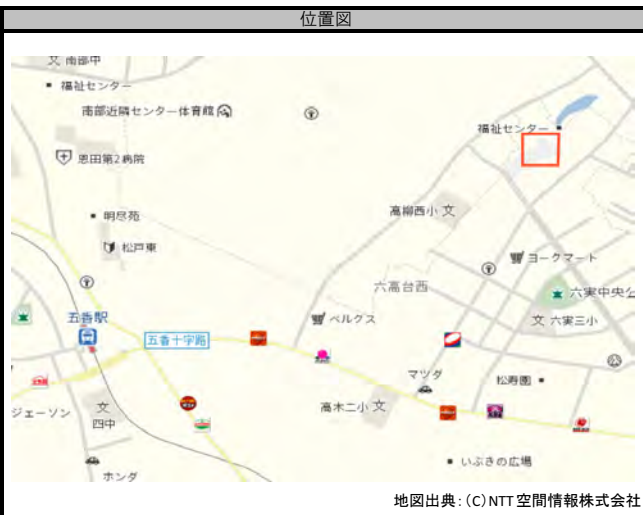 位置図
文 南部中
福祉センター
南部近隣センター体育館
福祉センター
恩田第2病院
高柳西小 文
明尽苑
松戸東
ヨークマート
六高台西
六実中央公
五香駅
ベルクス
文 六実三小
五香十字路
マツダ
松寿園
ジェーソン
文
四中
高木二小 文
いぶきの広場
ホンダ
地図出典：(C)NTT空間情報株式会社